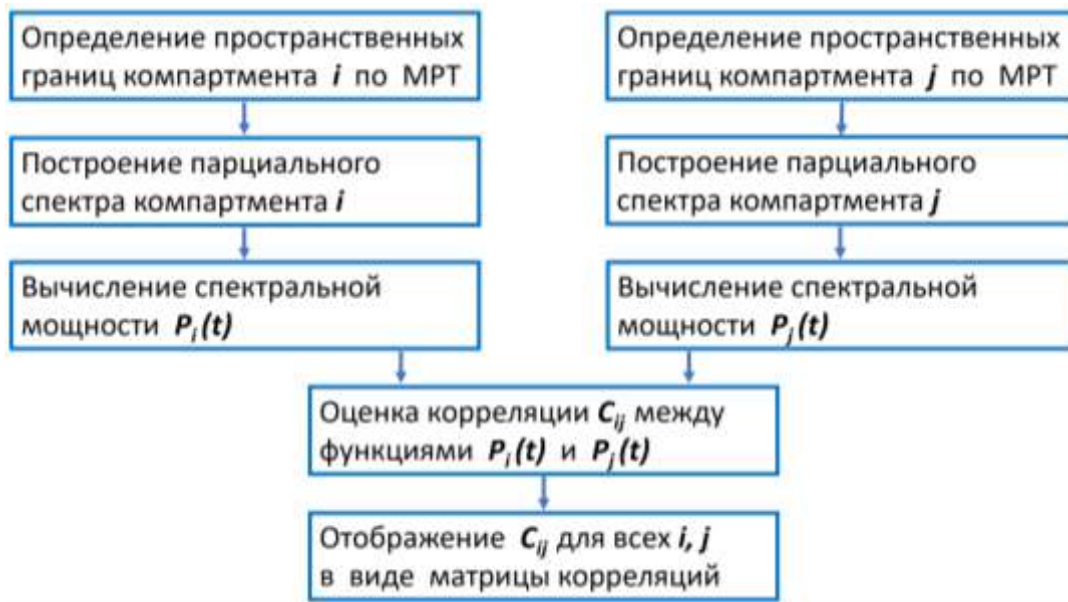 Определение пространственных
границ компартмента i по МРТ
Определение пространственных
границ компартмента j по МРТ
Построение парциального
спектра компартмента i
Построение парциального
спектра компартмента j
Вычисление спектральной
мощности Pi(t)
Вычисление спектральной
мощности Pj(t)
Оценка корреляции Cij между
функциями Pi(t) и Pj(t)
Отображение Cij для всех i, j
в виде матрицы корреляций